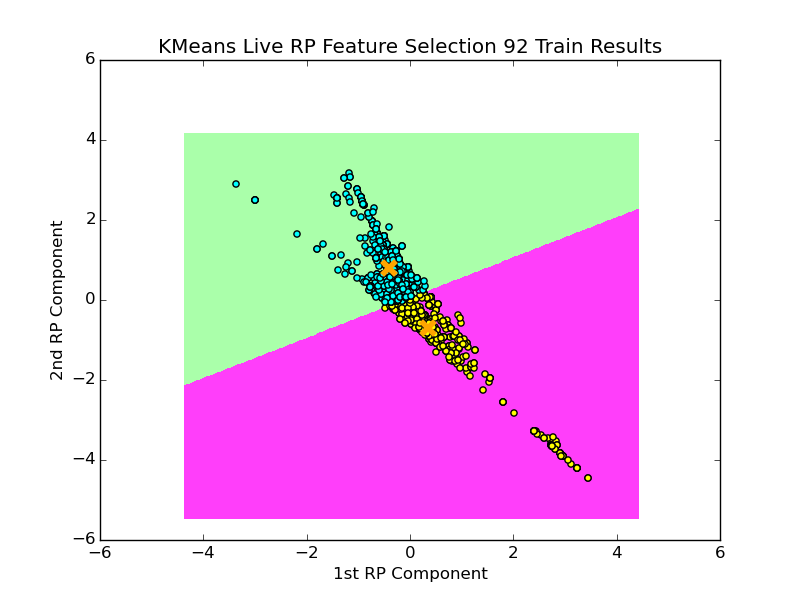 KMeans Live RP Feature Selection 92 Train Results
6
4
2
0
−2
−4
−6
2nd RP Component
−6 −4 −2 0 2 4 6
1st RP Component